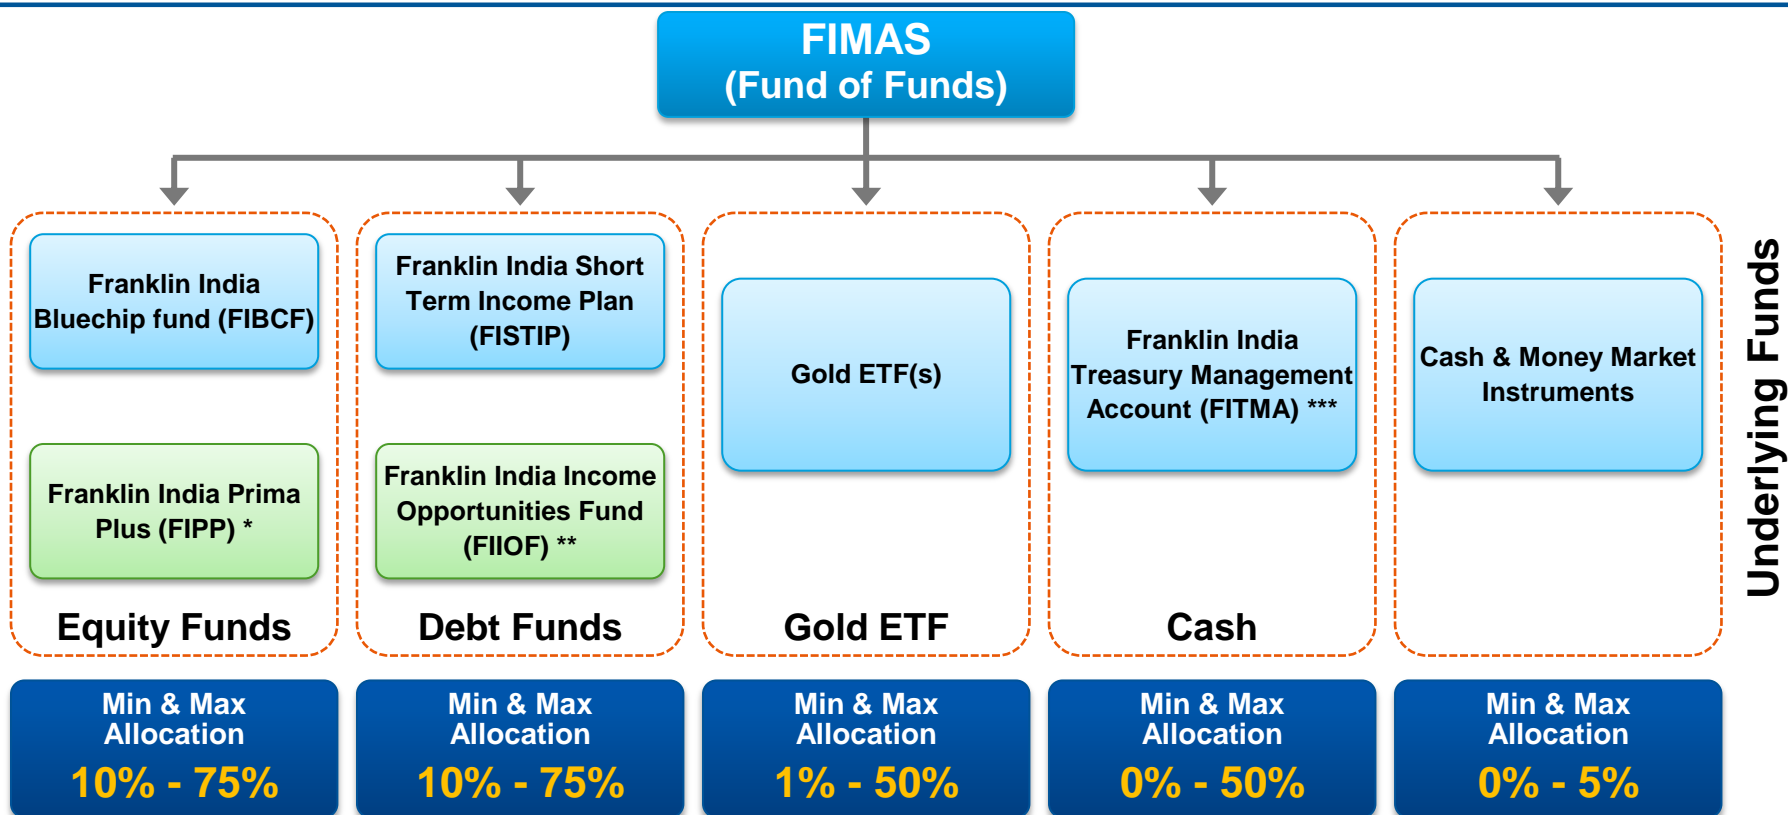 FIMAS
(Fund of Funds)
Franklin India
Bluechip fund (FIBCF)
Franklin India Prima
Plus (FIPP) *
Equity Funds
Franklin India Short
Term Income Plan
(FISTIP)
Franklin India Income
Opportunities Fund
(FIIOF) **
Debt Funds
Gold ETF(s)
Gold ETF
Franklin India
Treasury Management
Account (FITMA) ***
Cash
Cash & Money Market
Instruments
Underlying Funds
Min & Max
Allocation
10% - 75%
Min & Max
Allocation
10% - 75%
Min & Max
Allocation
1% - 50%
Min & Max
Allocation
0% - 50%
Min & Max
Allocation
0% - 5%